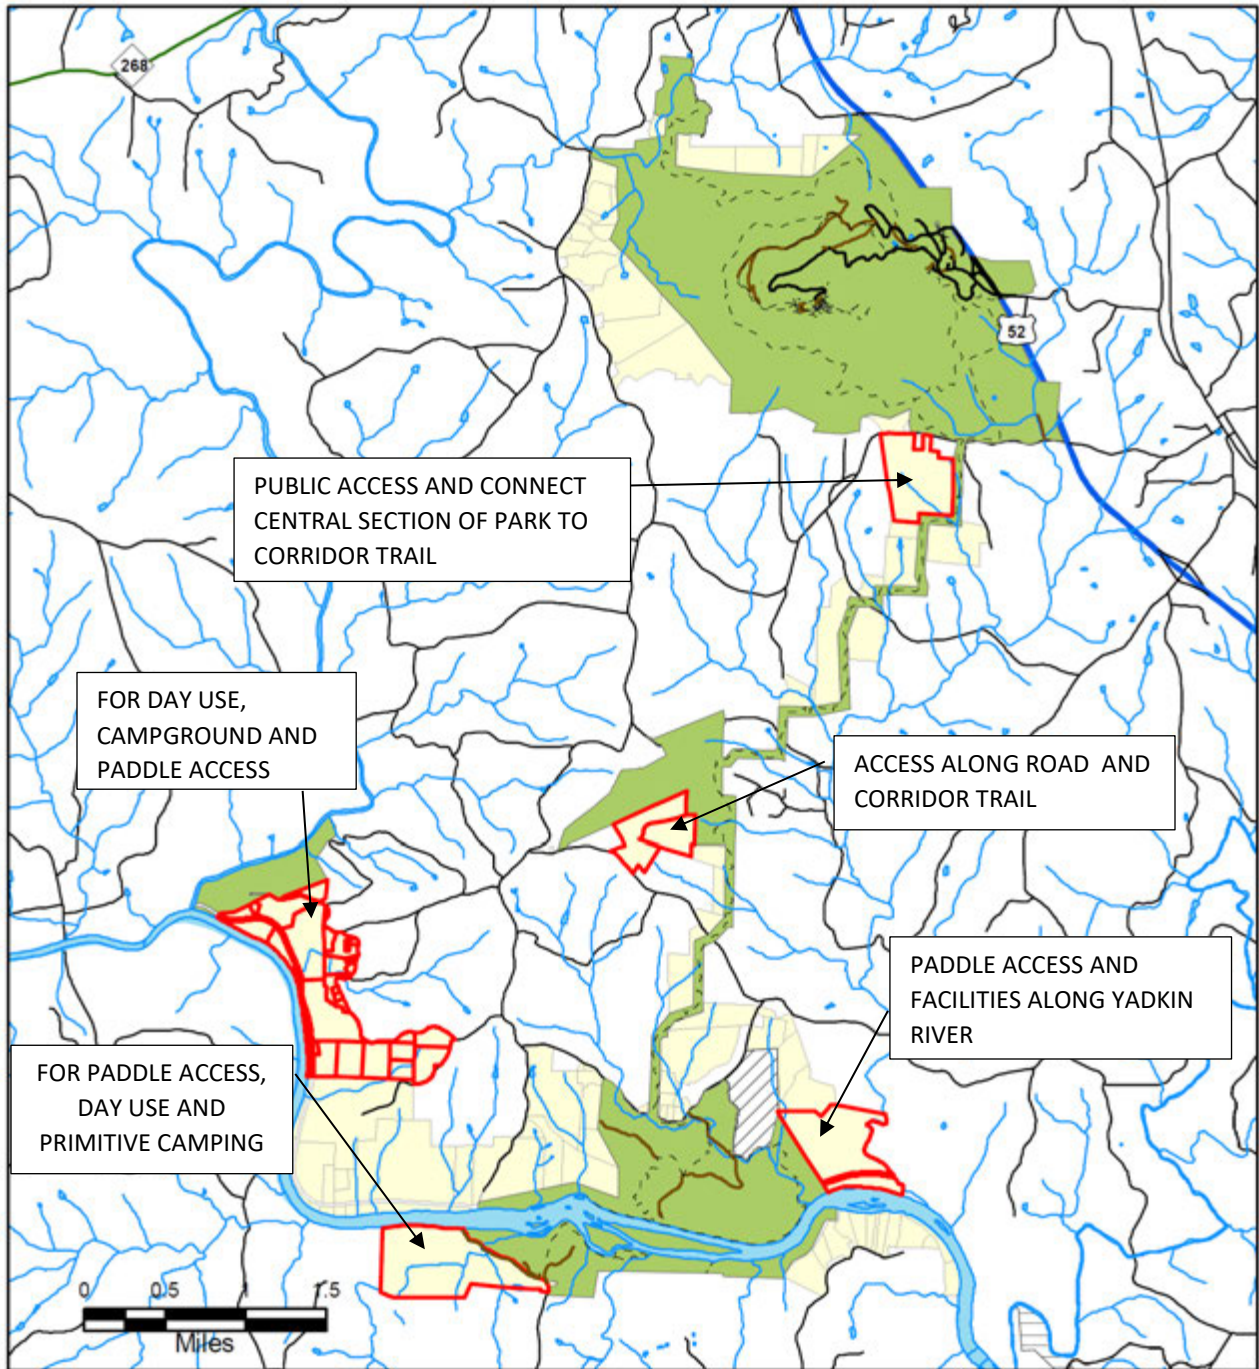 268
52
PUBLIC ACCESS AND CONNECT
CENTRAL SECTION OF PARK TO
CORRIDOR TRAIL
FOR DAY USE,
CAMPGROUND AND
PADDLE ACCESS
ACCESS ALONG ROAD AND
CORRIDOR TRAIL
PADDLE ACCESS AND
FACILITIES ALONG YADKIN
RIVER
FOR PADDLE ACCESS,
DAY USE AND
PRIMITIVE CAMPING
0 0.5 1 1.5
Miles